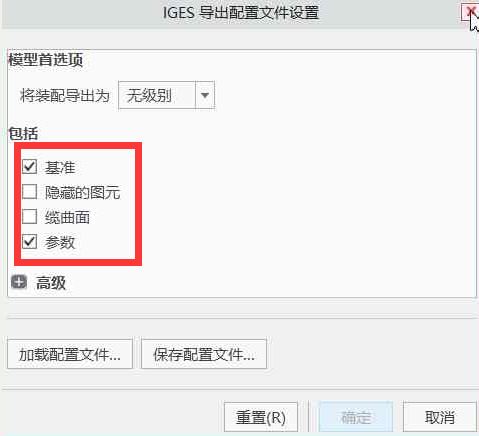 IGES 导出配置文件设置
模型首选项
将装配导出为 无级别
包括
基准
隐藏的图元
缆曲面
参数
高级
加载配置文件... 保存配置文件...
重置(R) 确定 取消